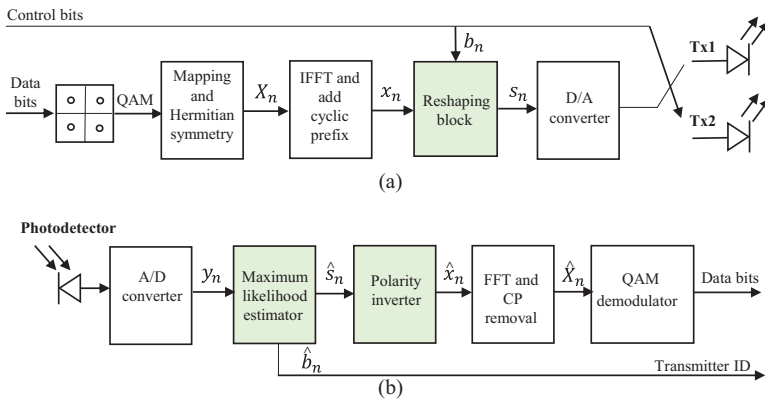 Control bits
b_n
Tx1
Data
bits
QAM
Mapping
and
Hermitian
symmetry
X_n
IFFT and
add
cyclic
prefix
x_n
Reshaping
block
s_n
D/A
converter
Tx2
(a)
Photodetector
A/D
converter
y_n
Maximum
likelihood
estimator
ŝ_n
Polarity
inverter
x̂_n
FFT and
CP
removal
X̂_n
QAM
demodulator
Data bits
b̂_n
Transmitter ID
(b)